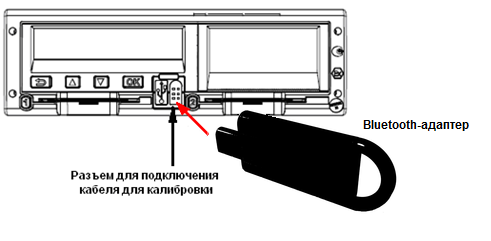 OK
1
2
Bluetooth-адаптер
Разъем для подключения
кабеля для калибровки